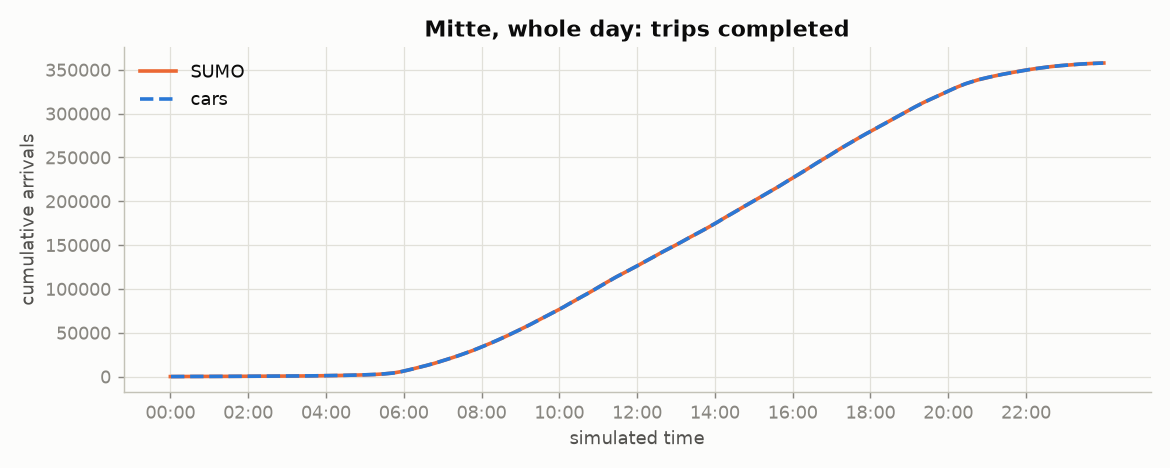 Mitte, whole day: trips completed
SUMO
cars
cumulative arrivals
350000
300000
250000
200000
150000
100000
50000
0
00:00 02:00 04:00 06:00 08:00 10:00 12:00 14:00 16:00 18:00 20:00 22:00
simulated time